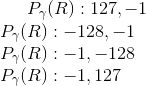 P_γ(R) : 127, −1
P_γ(R) : −128, −1
P_γ(R) : −1, −128
P_γ(R) : −1, 127